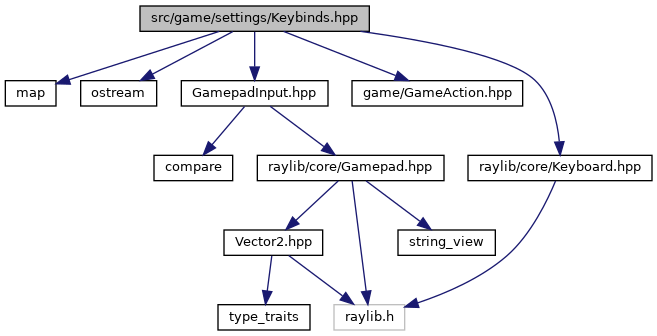 src/game/settings/Keybinds.hpp
map
ostream
GamepadInput.hpp
game/GameAction.hpp
compare
raylib/core/Gamepad.hpp
raylib/core/Keyboard.hpp
Vector2.hpp
string_view
type_traits
raylib.h